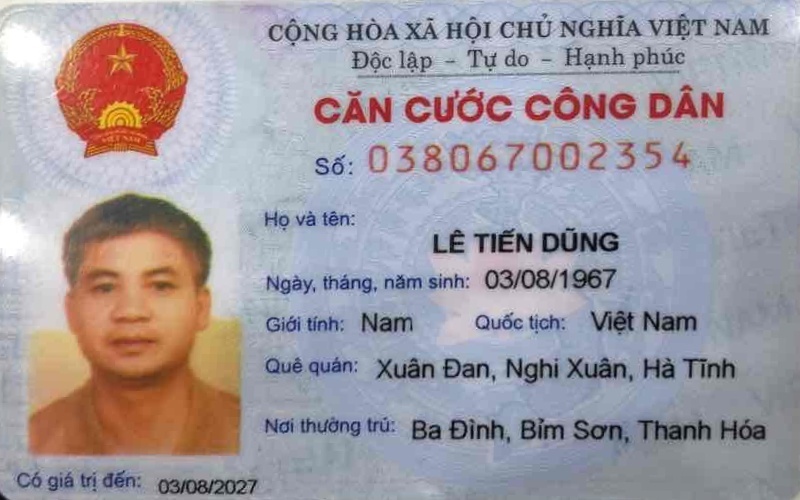 CỘNG HÒA XÃ HỘI CHỦ NGHĨA VIỆT NAM
Độc lập - Tự do - Hạnh phúc
CĂN CƯỚC CÔNG DÂN
Số: 038067002354
Họ và tên:
LÊ TIẾN DŨNG
Ngày, tháng, năm sinh: 03/08/1967
Giới tính: Nam Quốc tịch: Việt Nam
Quê quán: Xuân Đan, Nghi Xuân, Hà Tĩnh
Nơi thường trú: Ba Đình, Bỉm Sơn, Thanh Hóa
Có giá trị đến: 03/08/2027